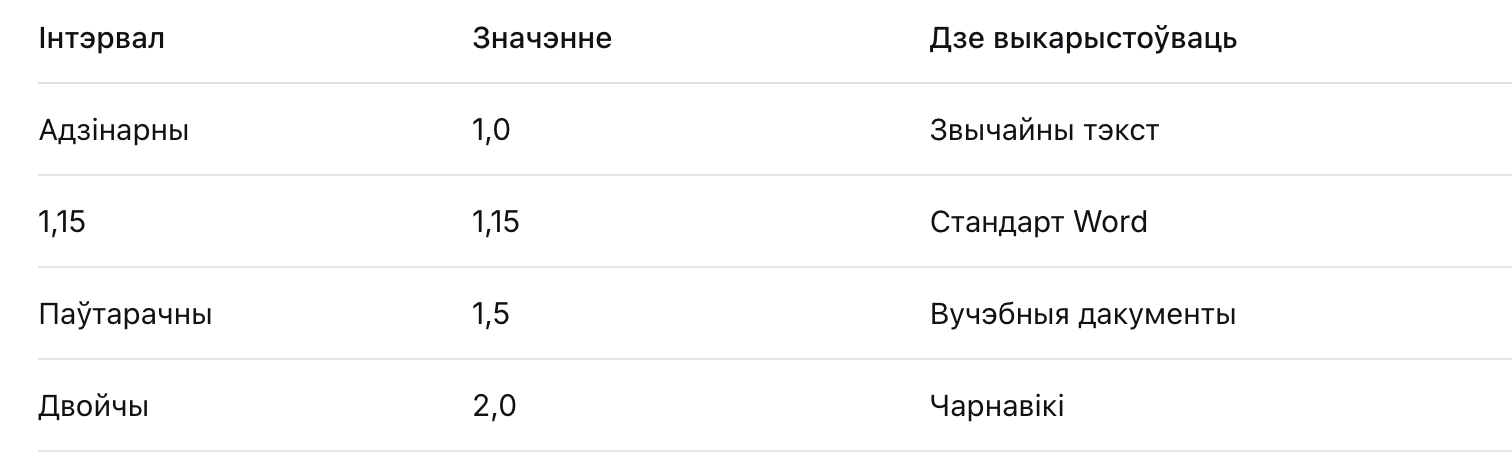 Інтэрвал Значэнне Дзе выкарыстоўваць
Адзінарны 1,0 Звычайны тэкст
1,15 1,15 Стандарт Word
Паўтарачны 1,5 Вучэбныя дакументы
Двойчы 2,0 Чарнавікі